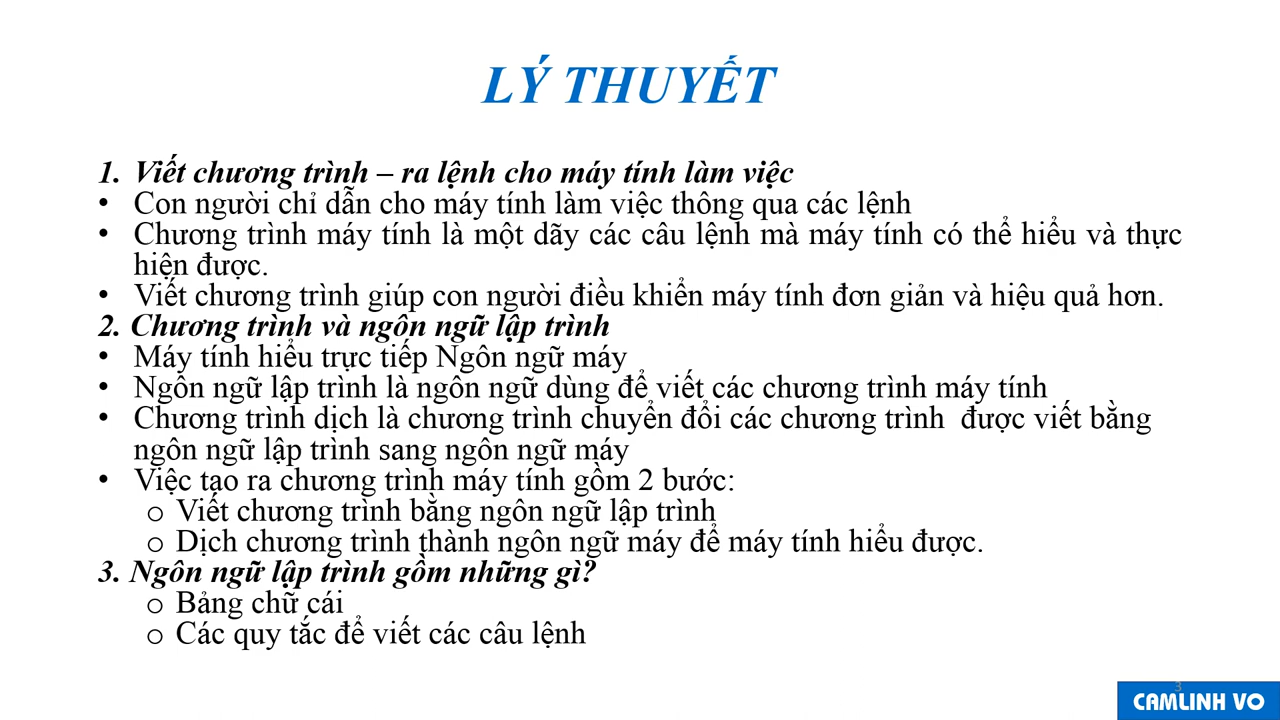 LÝ THUYẾT
1. Viết chương trình – ra lệnh cho máy tính làm việc
• Con người chỉ dẫn cho máy tính làm việc thông qua các lệnh
• Chương trình máy tính là một dãy các câu lệnh mà máy tính có thể hiểu và thực
hiện được.
• Viết chương trình giúp con người điều khiển máy tính đơn giản và hiệu quả hơn.
2. Chương trình và ngôn ngữ lập trình
• Máy tính hiểu trực tiếp Ngôn ngữ máy
• Ngôn ngữ lập trình là ngôn ngữ dùng để viết các chương trình máy tính
• Chương trình dịch là chương trình chuyển đổi các chương trình được viết bằng
ngôn ngữ lập trình sang ngôn ngữ máy
• Việc tạo ra chương trình máy tính gồm 2 bước:
o Viết chương trình bằng ngôn ngữ lập trình
o Dịch chương trình thành ngôn ngữ máy để máy tính hiểu được.
3. Ngôn ngữ lập trình gồm những gì?
o Bảng chữ cái
o Các quy tắc để viết các câu lệnh
3
CAMLINH VO